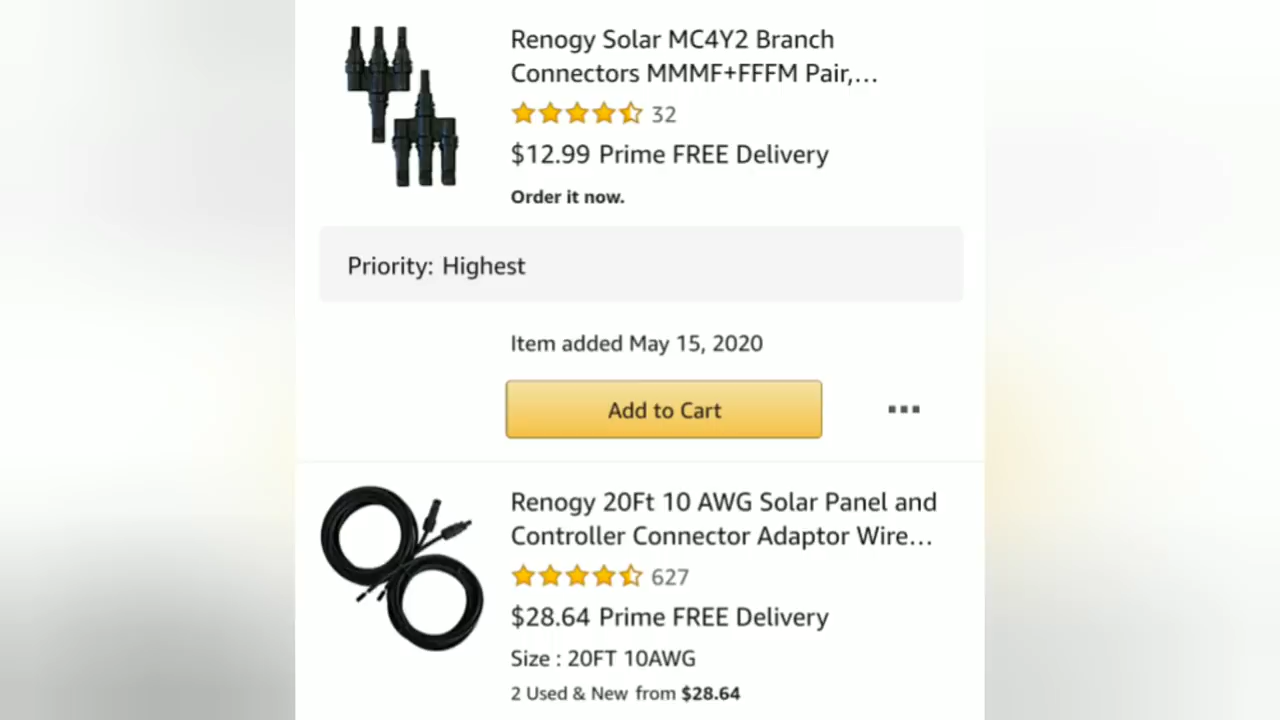 Renogy Solar MC4Y2 Branch
Connectors MMMF+FFFM Pair,...
32
$12.99 Prime FREE Delivery
Order it now.
Priority: Highest
Item added May 15, 2020
Add to Cart
Renogy 20Ft 10 AWG Solar Panel and
Controller Connector Adaptor Wire...
627
$28.64 Prime FREE Delivery
Size : 20FT 10AWG
2 Used & New from $28.64